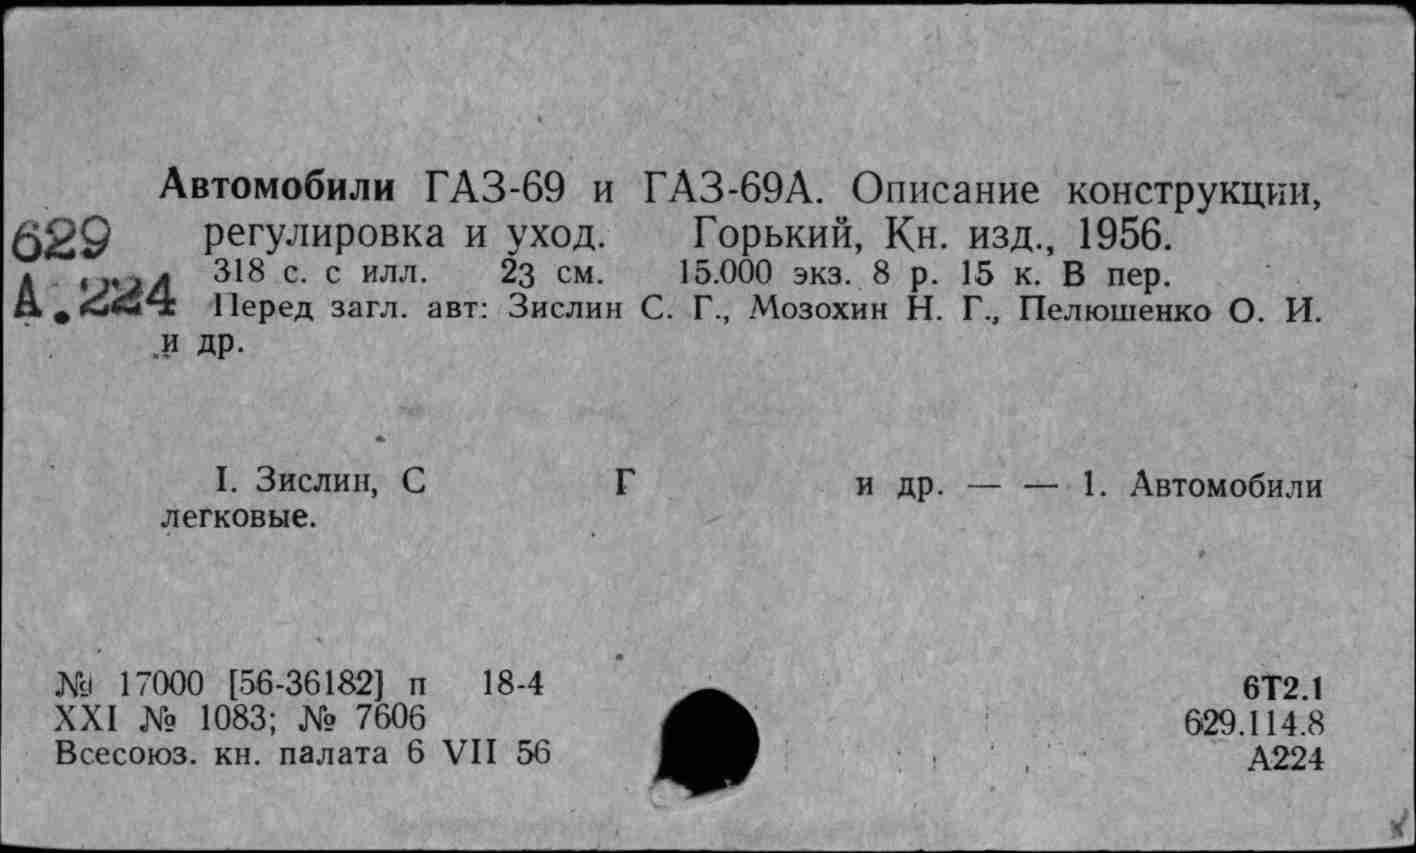 Автомобили ГАЗ-69 и ГАЗ-69А. Описание конструкции,
629 регулировка и уход. Горький, Кн. изд., 1956.
318 с. с илл. 23 см. 15.000 экз. 8 р. 15 к. В пер.
А.224 Перед загл. авт: Зислин С. Г., Мозохин Н. Г., Пелюшенко О. И.
и др.
I. Зислин, С Г и др. — — 1. Автомобили
легковые.
№ 17000 [56-36182] п 18-4
XXI № 1083; № 7606
Всесоюз. кн. палата 6 VII 56
6Т2.1
629.114.8
А224